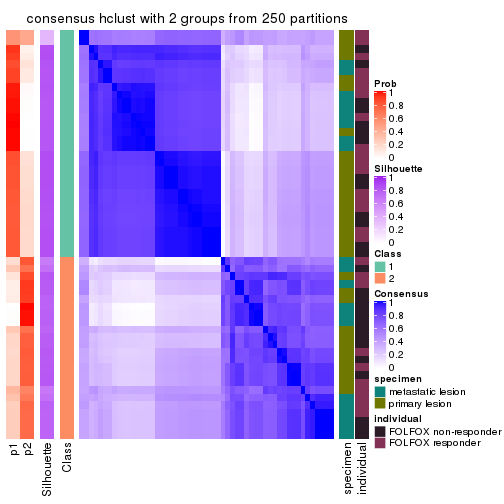 consensus hclust with 2 groups from 250 partitions
Prob
1
0.8
0.6
0.4
0.2
0
Silhouette
1
0.8
0.6
0.4
0.2
0
Class
1
2
Consensus
1
0.8
0.6
0.4
0.2
0
specimen
metastatic lesion
primary lesion
individual
FOLFOX non-responder
FOLFOX responder
p1
p2
Silhouette
Class
specimen
individual